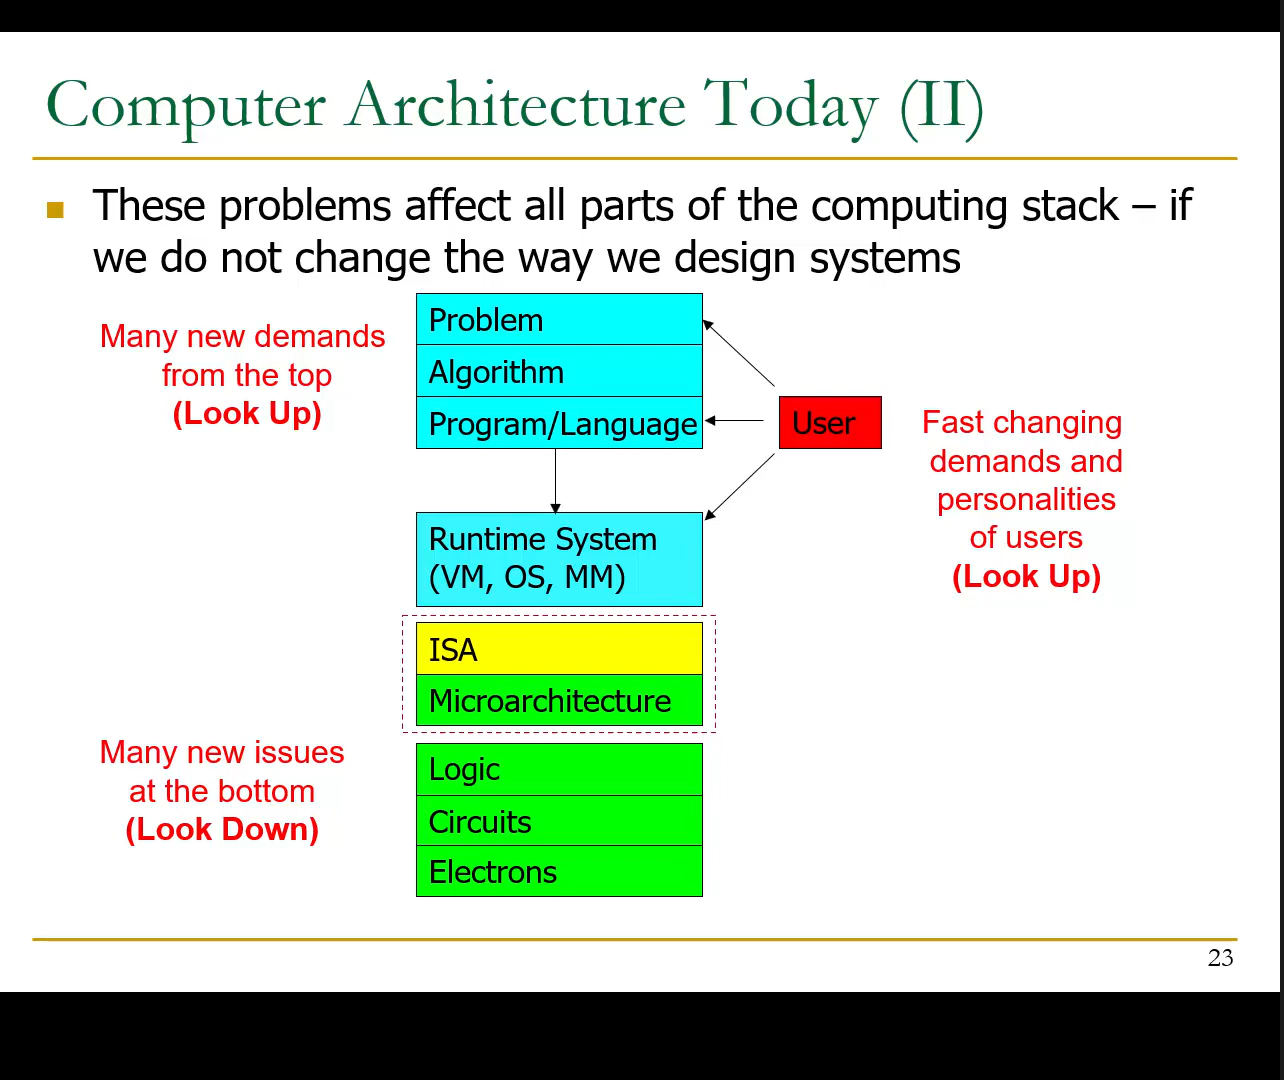 Computer Architecture Today (II)
These problems affect all parts of the computing stack – if
we do not change the way we design systems
Many new demands
from the top
(Look Up)
Problem
Algorithm
Program/Language
User
Fast changing
demands and
personalities
of users
(Look Up)
Runtime System
(VM, OS, MM)
ISA
Microarchitecture
Many new issues
at the bottom
(Look Down)
Logic
Circuits
Electrons
23